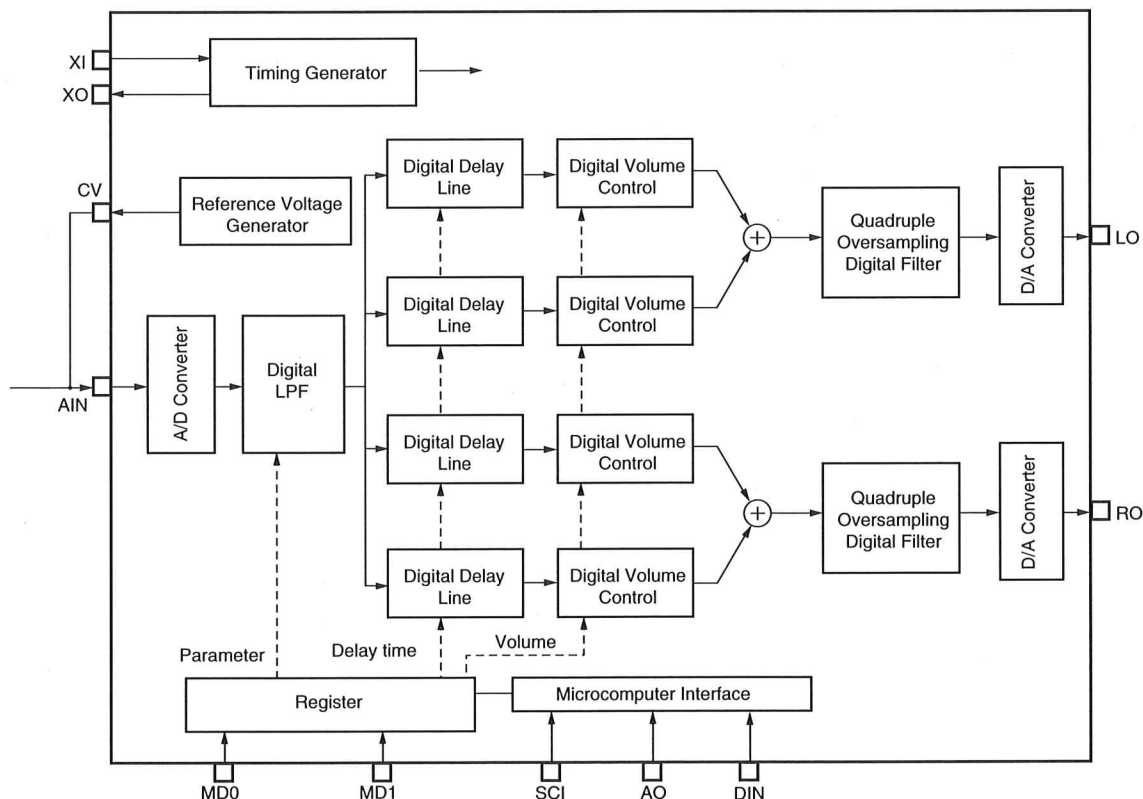 XI
XO
Timing Generator
CV
Reference Voltage
Generator
Digital Delay
Line
Digital Volume
Control
Quadruple
Oversampling
Digital Filter
D/A Converter
LO
Digital Delay
Line
Digital Volume
Control
AIN
A/D Converter
Digital
LPF
Digital Delay
Line
Digital Volume
Control
Quadruple
Oversampling
Digital Filter
D/A Converter
RO
Digital Delay
Line
Digital Volume
Control
Parameter
Delay time
Volume
Register
Microcomputer Interface
MD0
MD1
SCI
AO
DIN